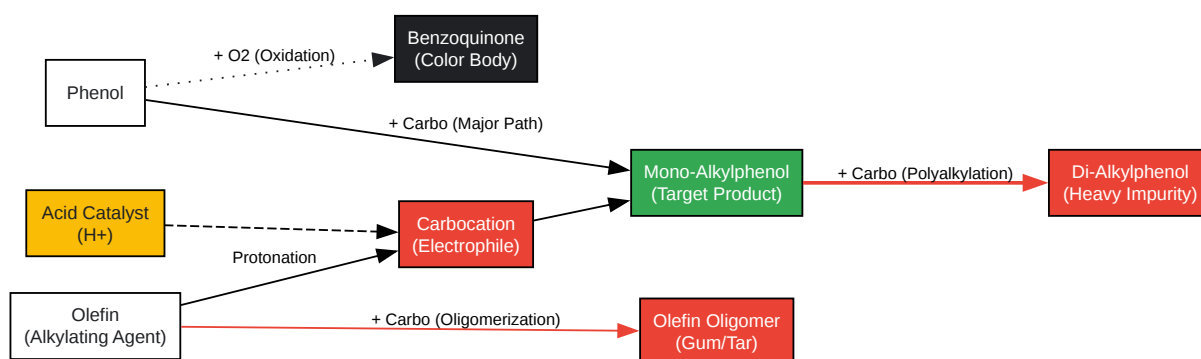 Benzoquinone
(Color Body)
+ O2 (Oxidation)
Phenol
+ Carbo (Major Path)
Mono-Alkylphenol
(Target Product)
+ Carbo (Polyalkylation)
Di-Alkylphenol
(Heavy Impurity)
Acid Catalyst
(H+)
Carbocation
(Electrophile)
Protonation
Olefin
(Alkylating Agent)
+ Carbo (Oligomerization)
Olefin Oligomer
(Gum/Tar)